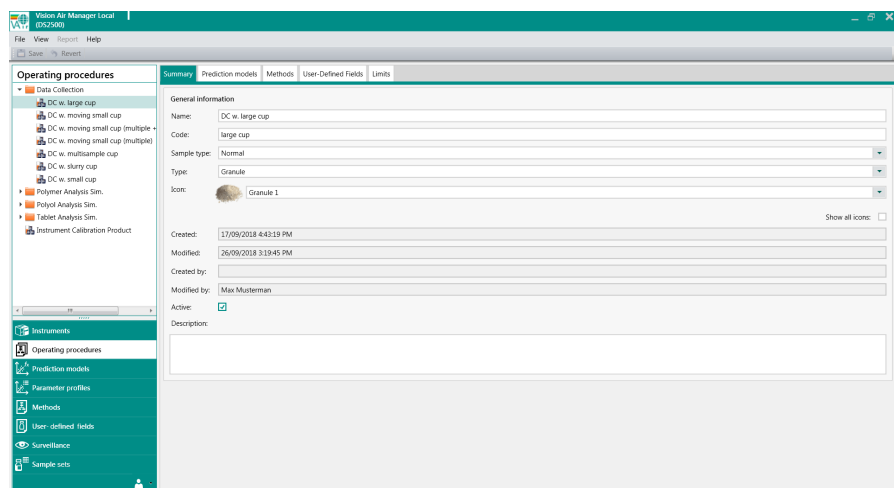 Vision Air Manager Local
(DS2500)
File View Report Help
Save Revert
Operating procedures
Data Collection
DC w. large cup
DC w. moving small cup
DC w. moving small cup (multiple +
DC w. moving small cup (multiple)
DC w. multisample cup
DC w. slurry cup
DC w. small cup
Polymer Analysis Sim.
Polyol Analysis Sim.
Tablet Analysis Sim.
Instrument Calibration Product
Instruments
Operating procedures
Prediction models
Parameter profiles
Methods
User- defined fields
Surveillance
Sample sets
Summary Prediction models Methods User-Defined Fields Limits
General information
Name: DC w. large cup
Code: large cup
Sample type: Normal
Type: Granule
Icon: Granule 1
Show all icons:
Created: 17/09/2018 4:43:19 PM
Modified: 26/09/2018 3:19:45 PM
Created by:
Modified by: Max Musterman
Active:
Description: